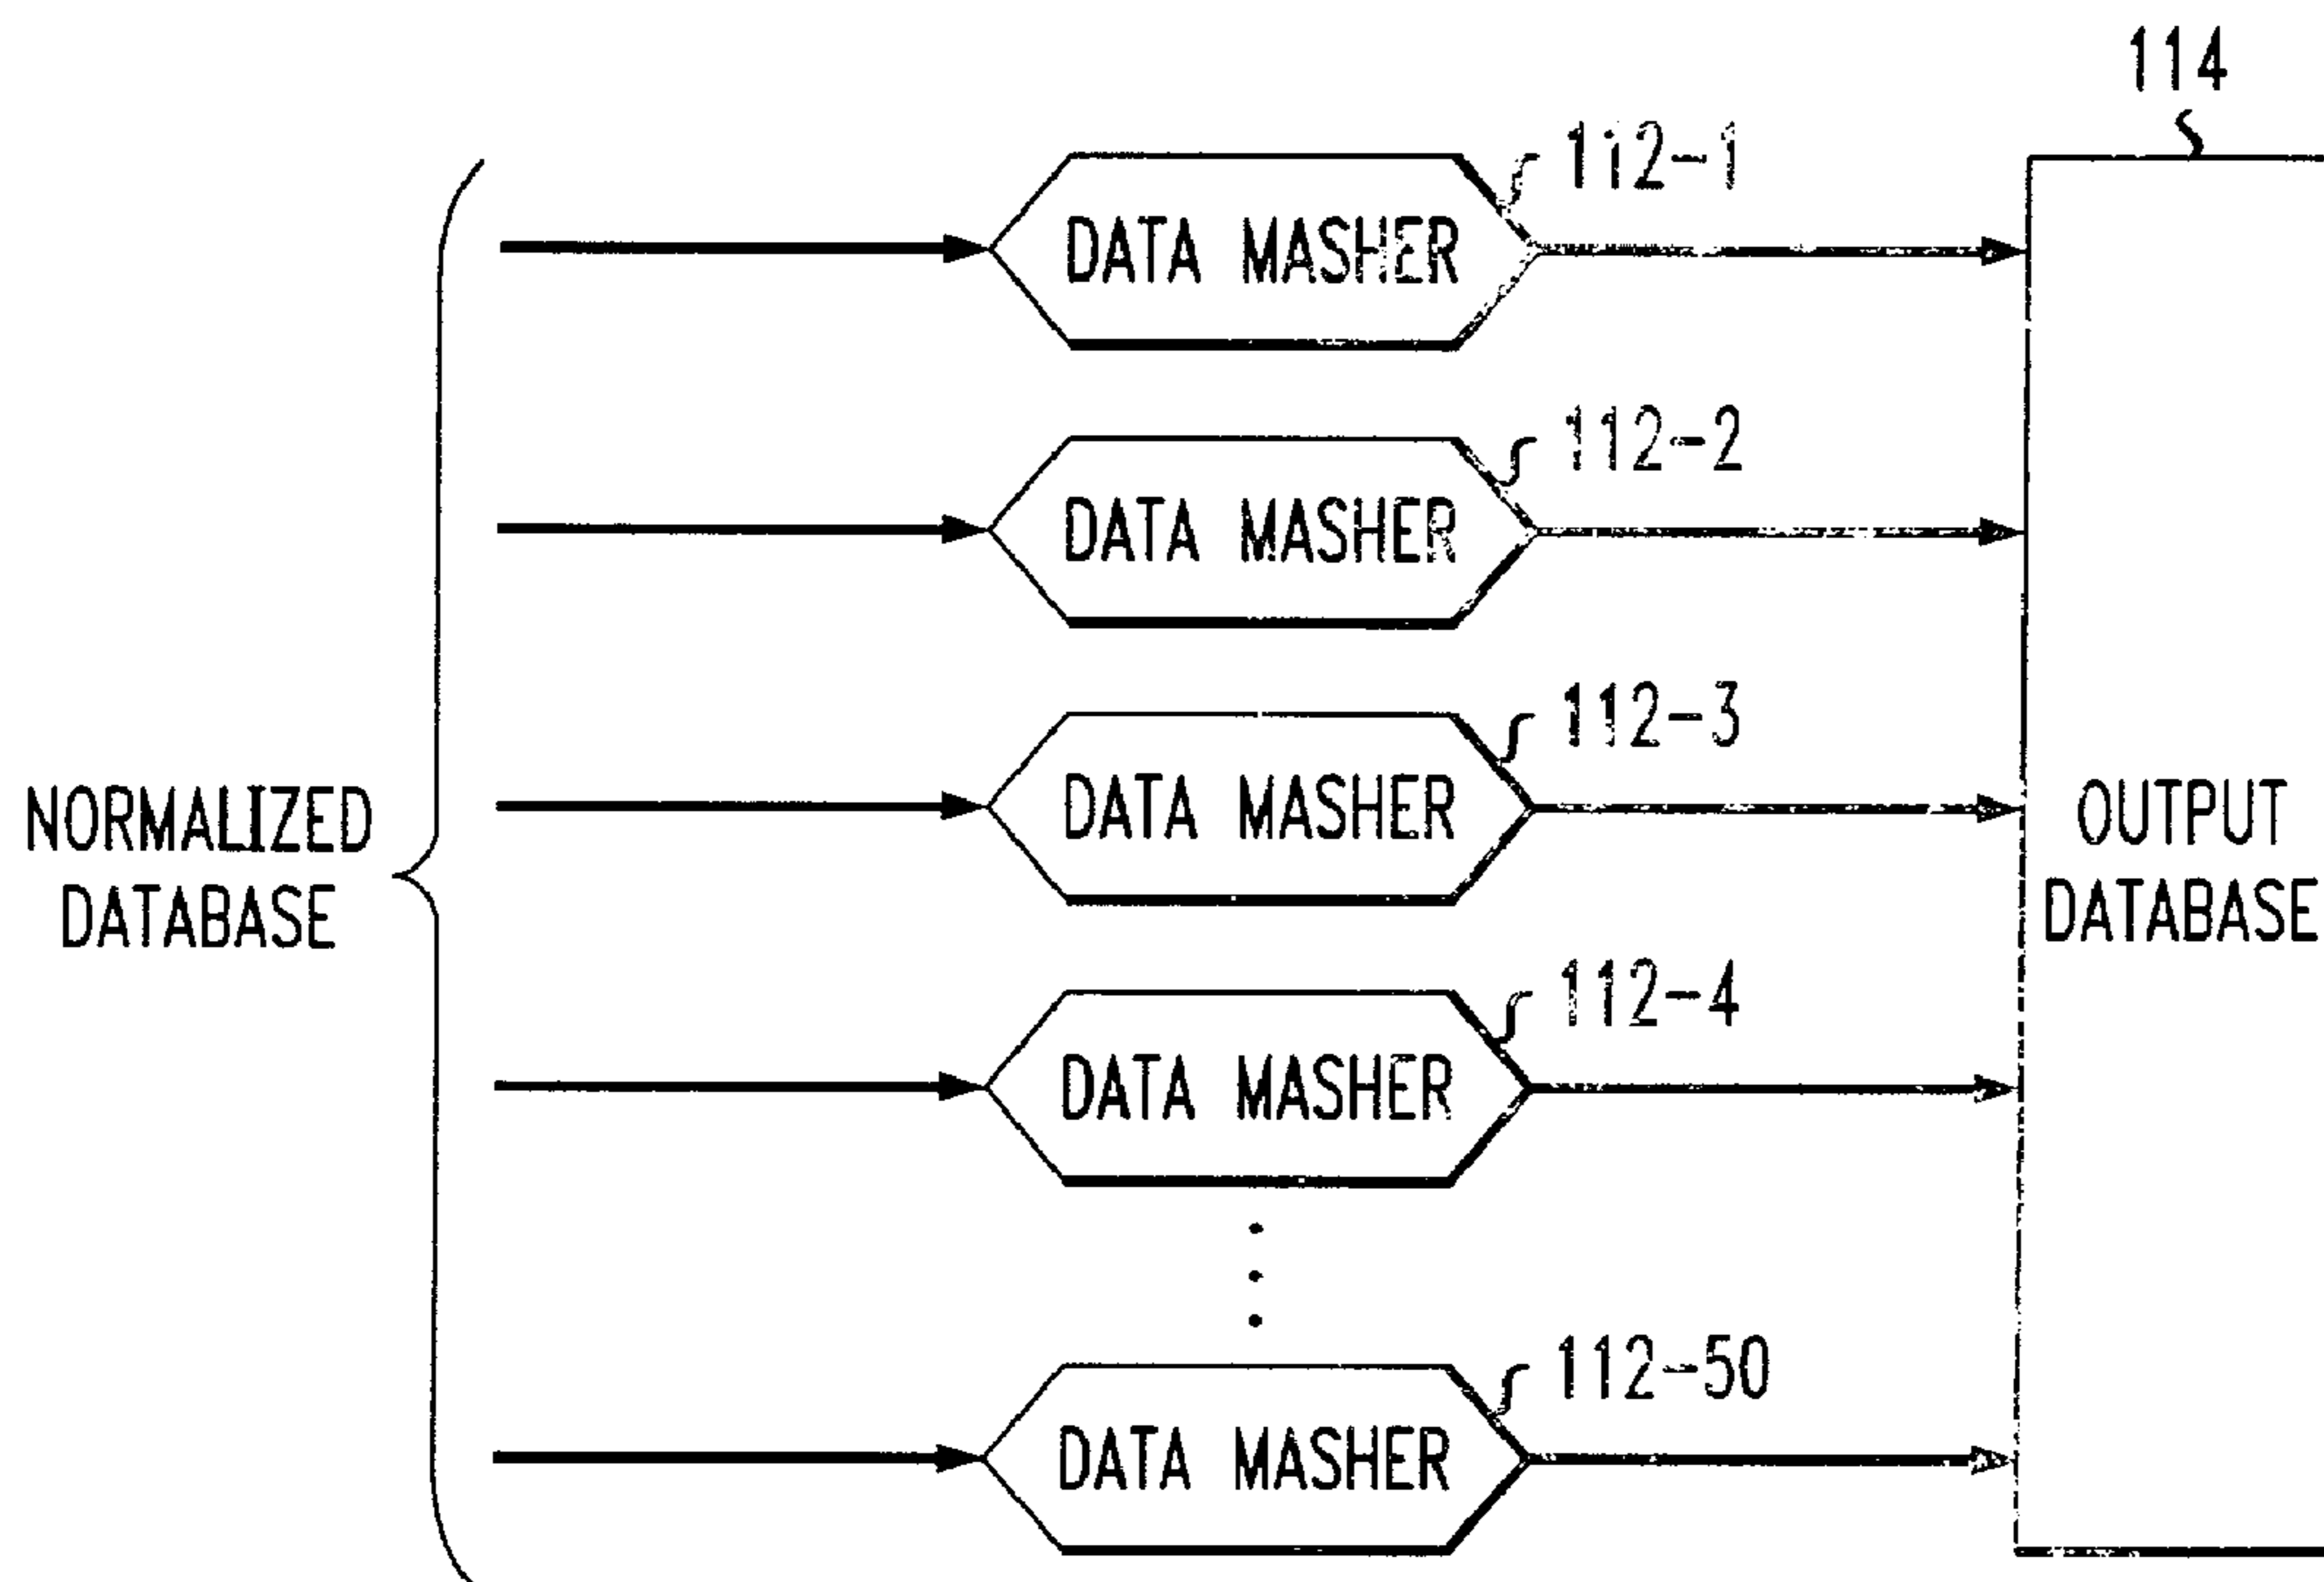 114
112-1
DATA MASHER
112-2
DATA MASHER
112-3
DATA MASHER
NORMALIZED
DATABASE
OUTPUT
DATABASE
112-4
DATA MASHER
112-50
DATA MASHER